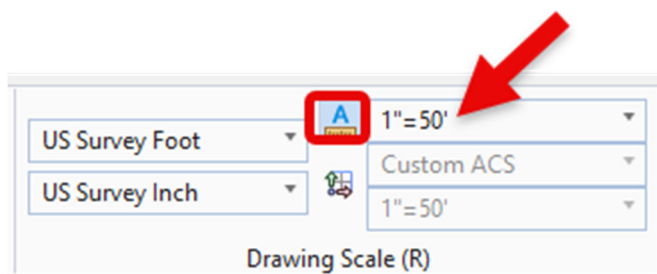 A
1"=50'
US Survey Foot
Custom ACS
US Survey Inch
1"=50'
Drawing Scale (R)